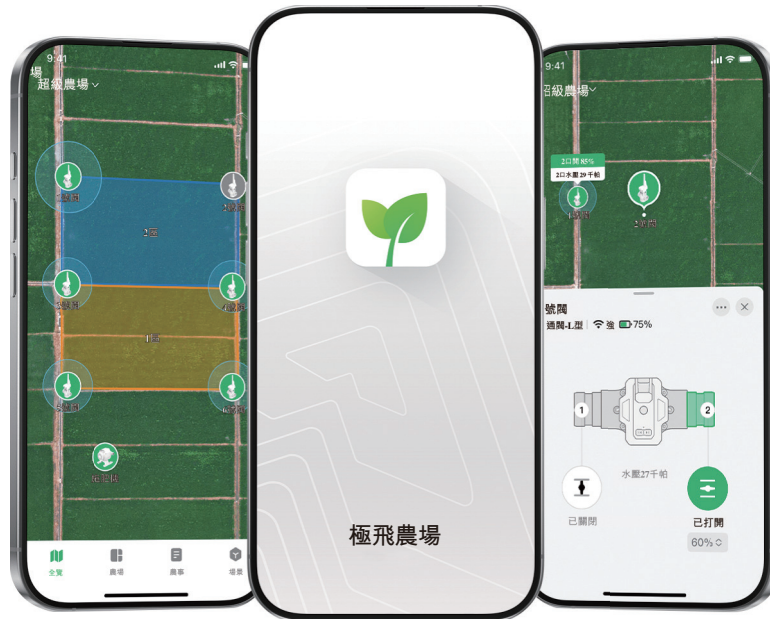 9:41
場
超級農場
2區
1區
全覽
農場
農事
場景
極飛農場
9:41
超級農場
2口開 85%
2口水壓 29 千帕
號閥
通閥-L型
強
75%
1
2
水壓27千帕
已關閉
已打開
60%